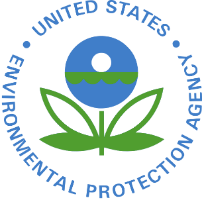 UNITED STATES
• ENVIRONMENTAL PROTECTION AGENCY •